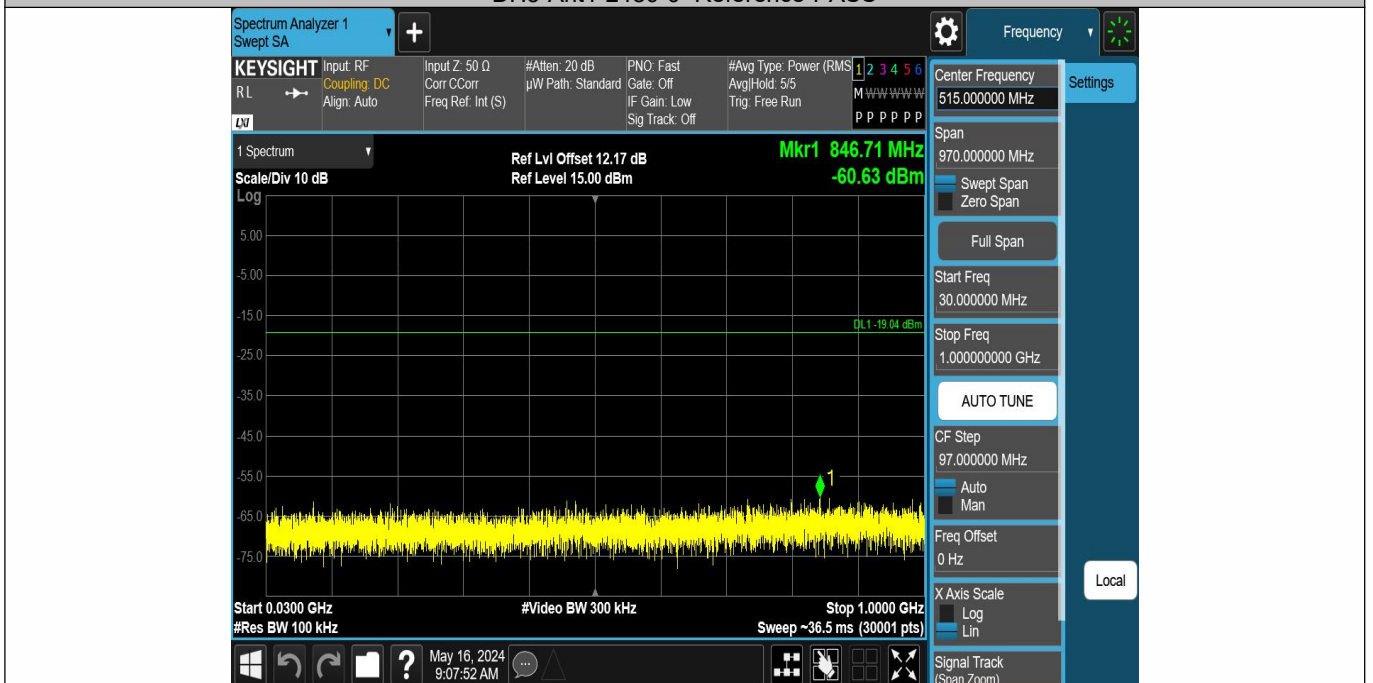 Spectrum Analyzer 1
Swept SA
+
Frequency
KEYSIGHT
RL
LXI
Input: RF
Coupling: DC
Align: Auto
Input Z: 50 Ω
Corr CCorr
Freq Ref: Int (S)
#Atten: 20 dB
µW Path: Standard
PNO: Fast
Gate: Off
IF Gain: Low
Sig Track: Off
#Avg Type: Power (RMS
Avg|Hold: 5/5
Trig: Free Run
1 2 3 4 5 6
M W W W W W
P P P P P P
1 Spectrum
Scale/Div 10 dB
Log
Ref Lvl Offset 12.17 dB
Ref Level 15.00 dBm
Mkr1 846.71 MHz
-60.63 dBm
5.00
-5.00
-15.0
DL1 -19.04 dBm
-25.0
-35.0
-45.0
-55.0
1
-65.0
-75.0
Start 0.0300 GHz
#Res BW 100 kHz
#Video BW 300 kHz
Stop 1.0000 GHz
Sweep ~36.5 ms (30001 pts)
?
May 16, 2024
9:07:52 AM
Center Frequency
515.000000 MHz
Settings
Span
970.000000 MHz
Swept Span
Zero Span
Full Span
Start Freq
30.000000 MHz
Stop Freq
1.000000000 GHz
AUTO TUNE
CF Step
97.000000 MHz
Auto
Man
Freq Offset
0 Hz
X Axis Scale
Log
Lin
Local
Signal Track
(Span Zoom)